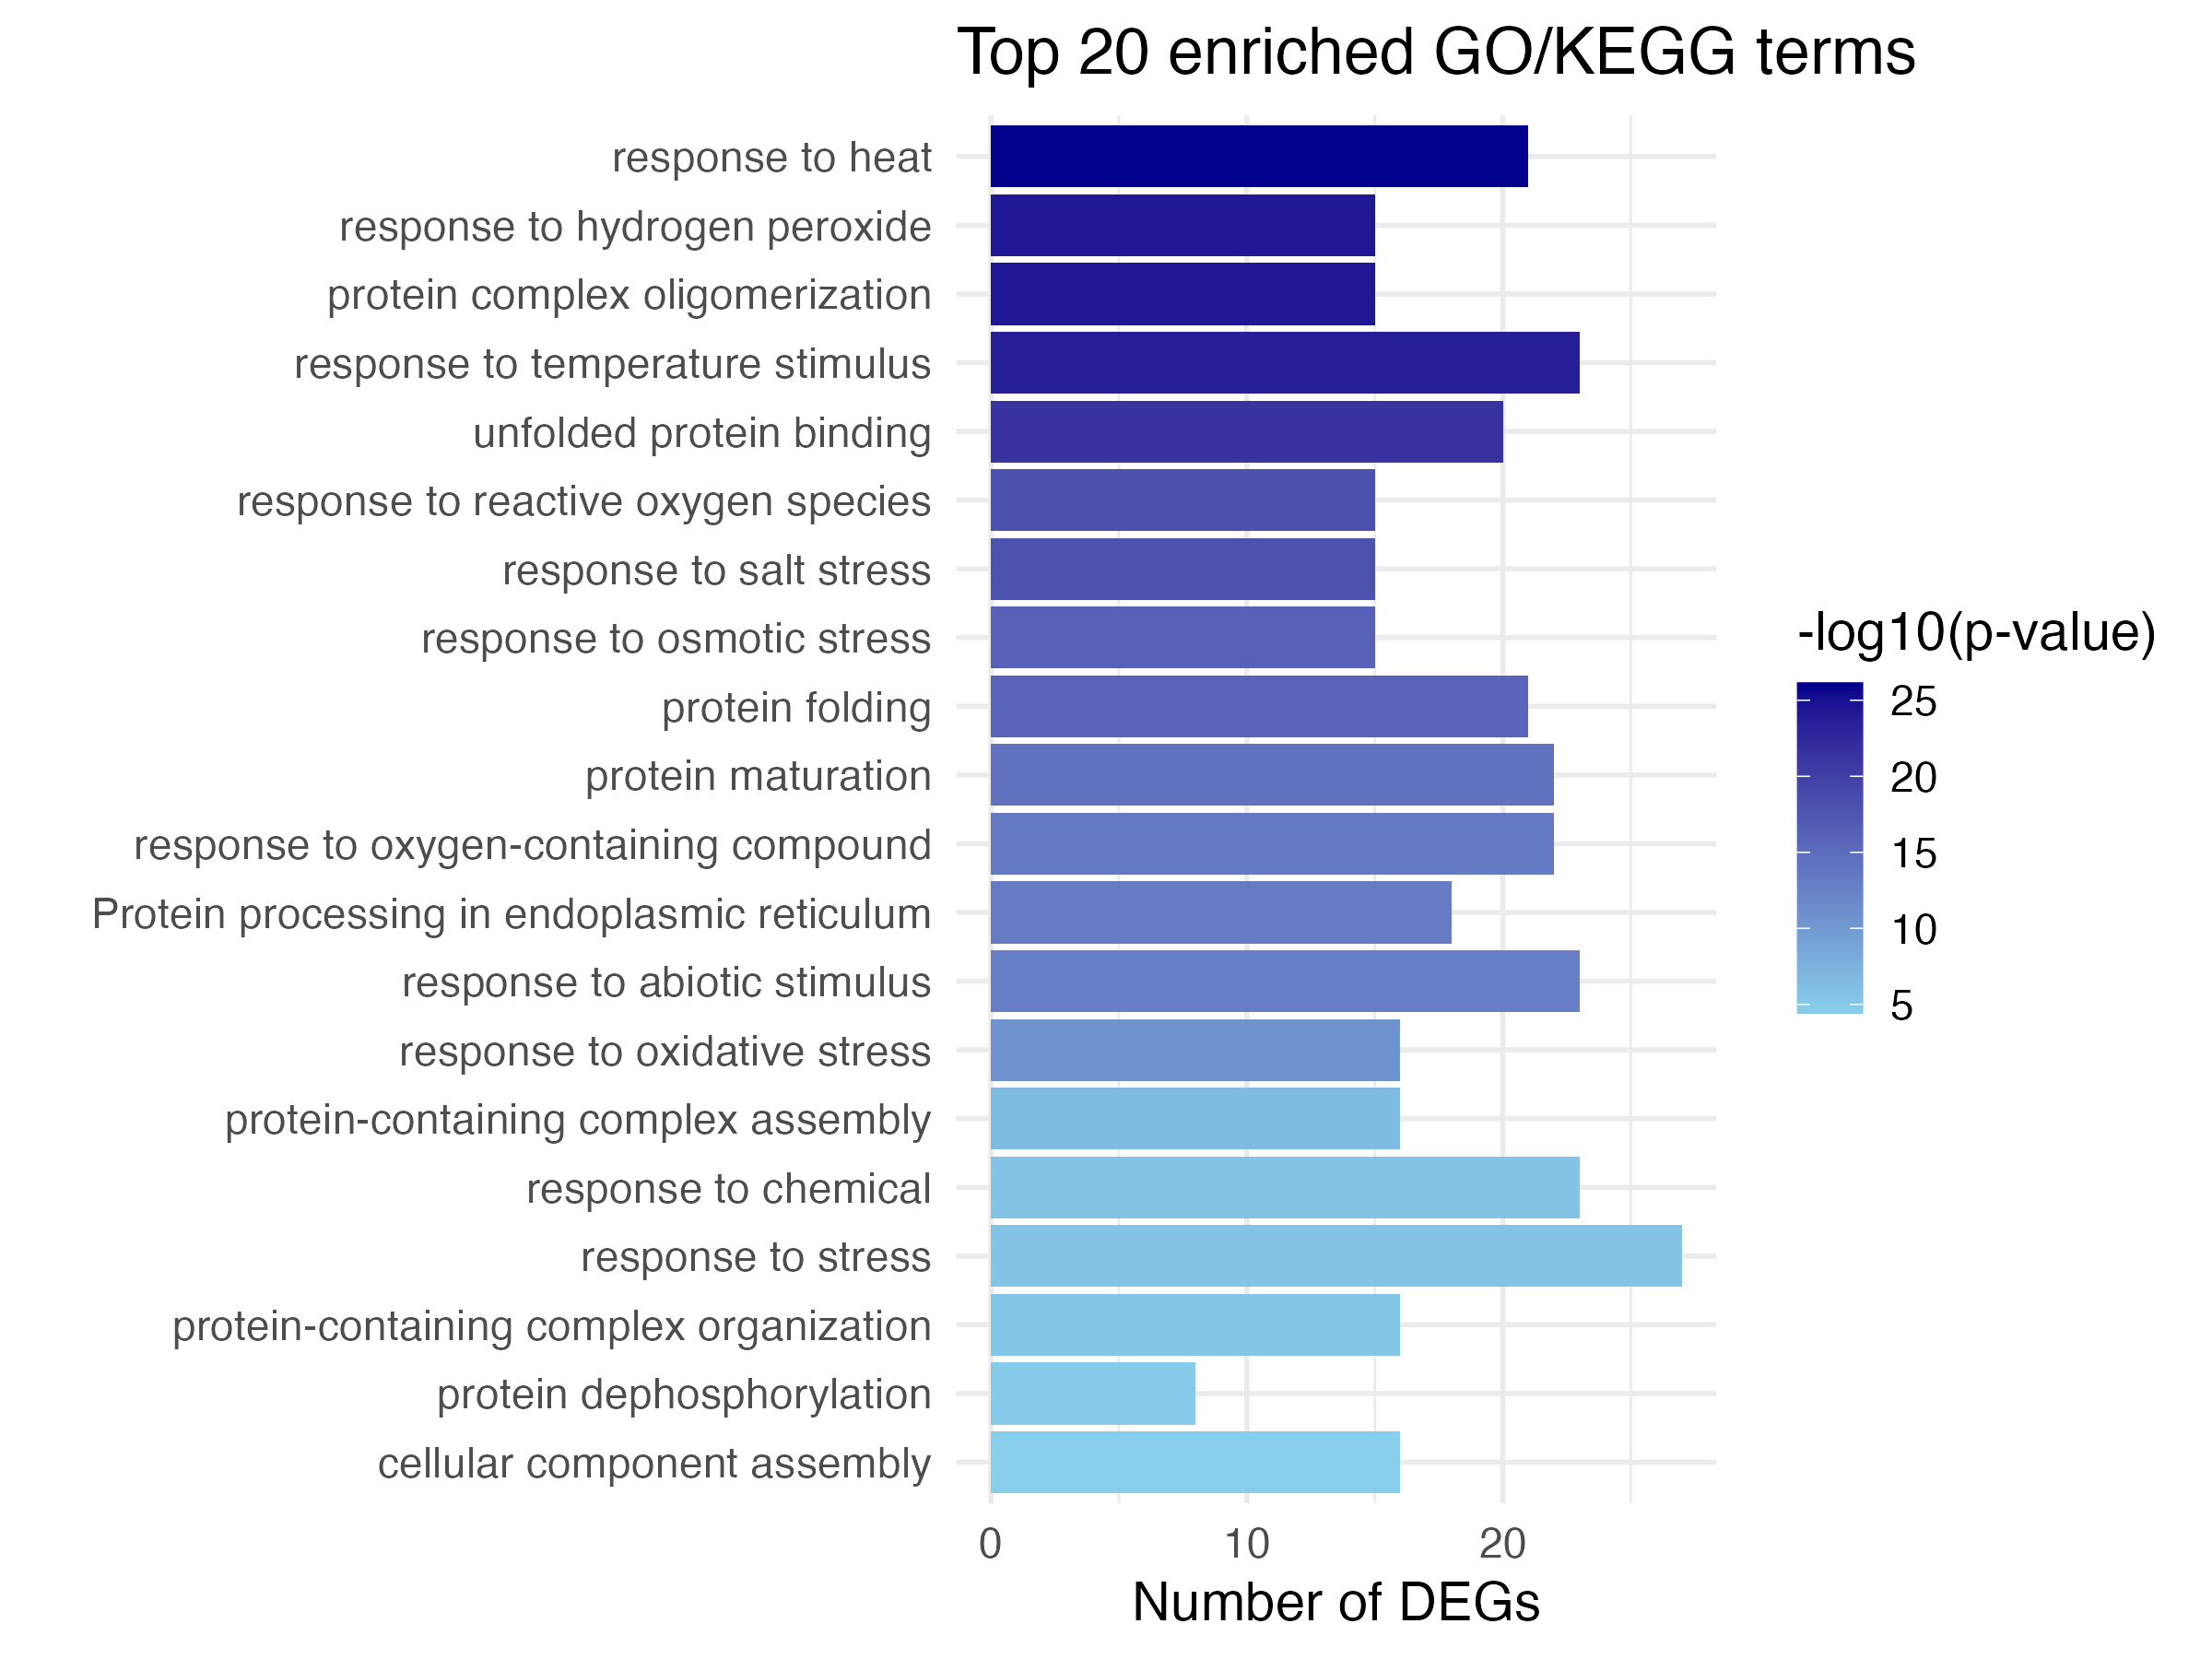 Top 20 enriched GO/KEGG terms
response to heat
response to hydrogen peroxide
protein complex oligomerization
response to temperature stimulus
unfolded protein binding
response to reactive oxygen species
response to salt stress
response to osmotic stress
protein folding
protein maturation
response to oxygen-containing compound
Protein processing in endoplasmic reticulum
response to abiotic stimulus
response to oxidative stress
protein-containing complex assembly
response to chemical
response to stress
protein-containing complex organization
protein dephosphorylation
cellular component assembly
0 10 20
Number of DEGs
-log10(p-value)
25
20
15
10
5